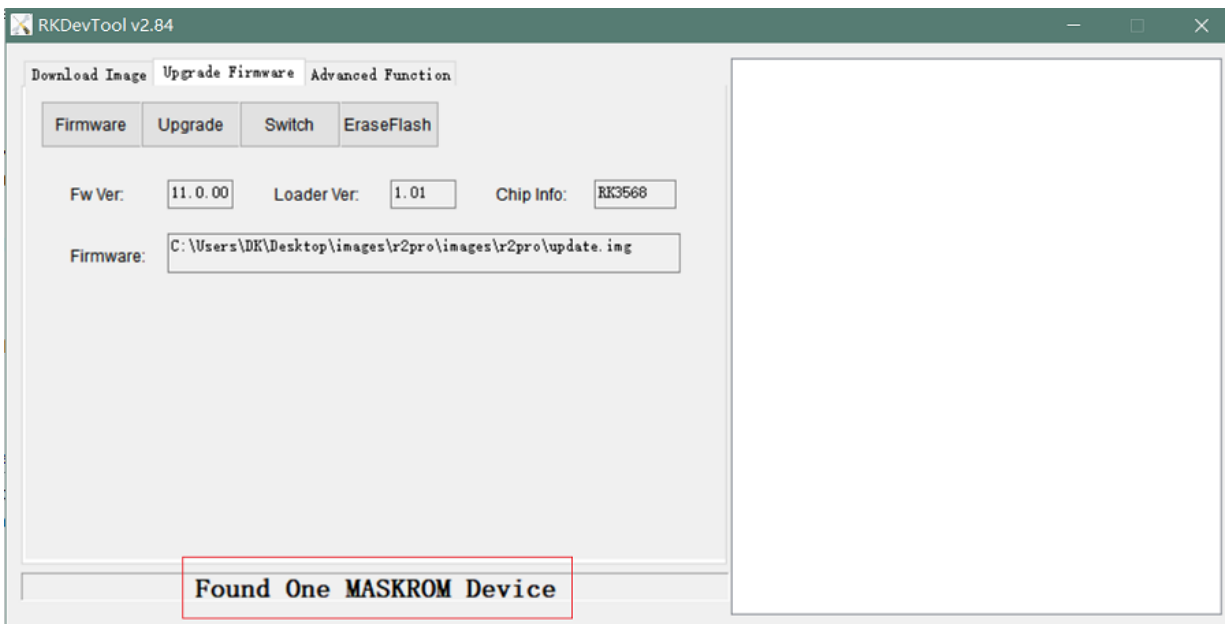 RKDevTool v2.84
Download Image Upgrade Firmware Advanced Function
Firmware Upgrade Switch EraseFlash
Fw Ver: 11.0.00 Loader Ver: 1.01 Chip Info: RK3568
Firmware: C:\Users\DK\Desktop\images\r2pro\images\r2pro\update.img
Found One MASKROM Device